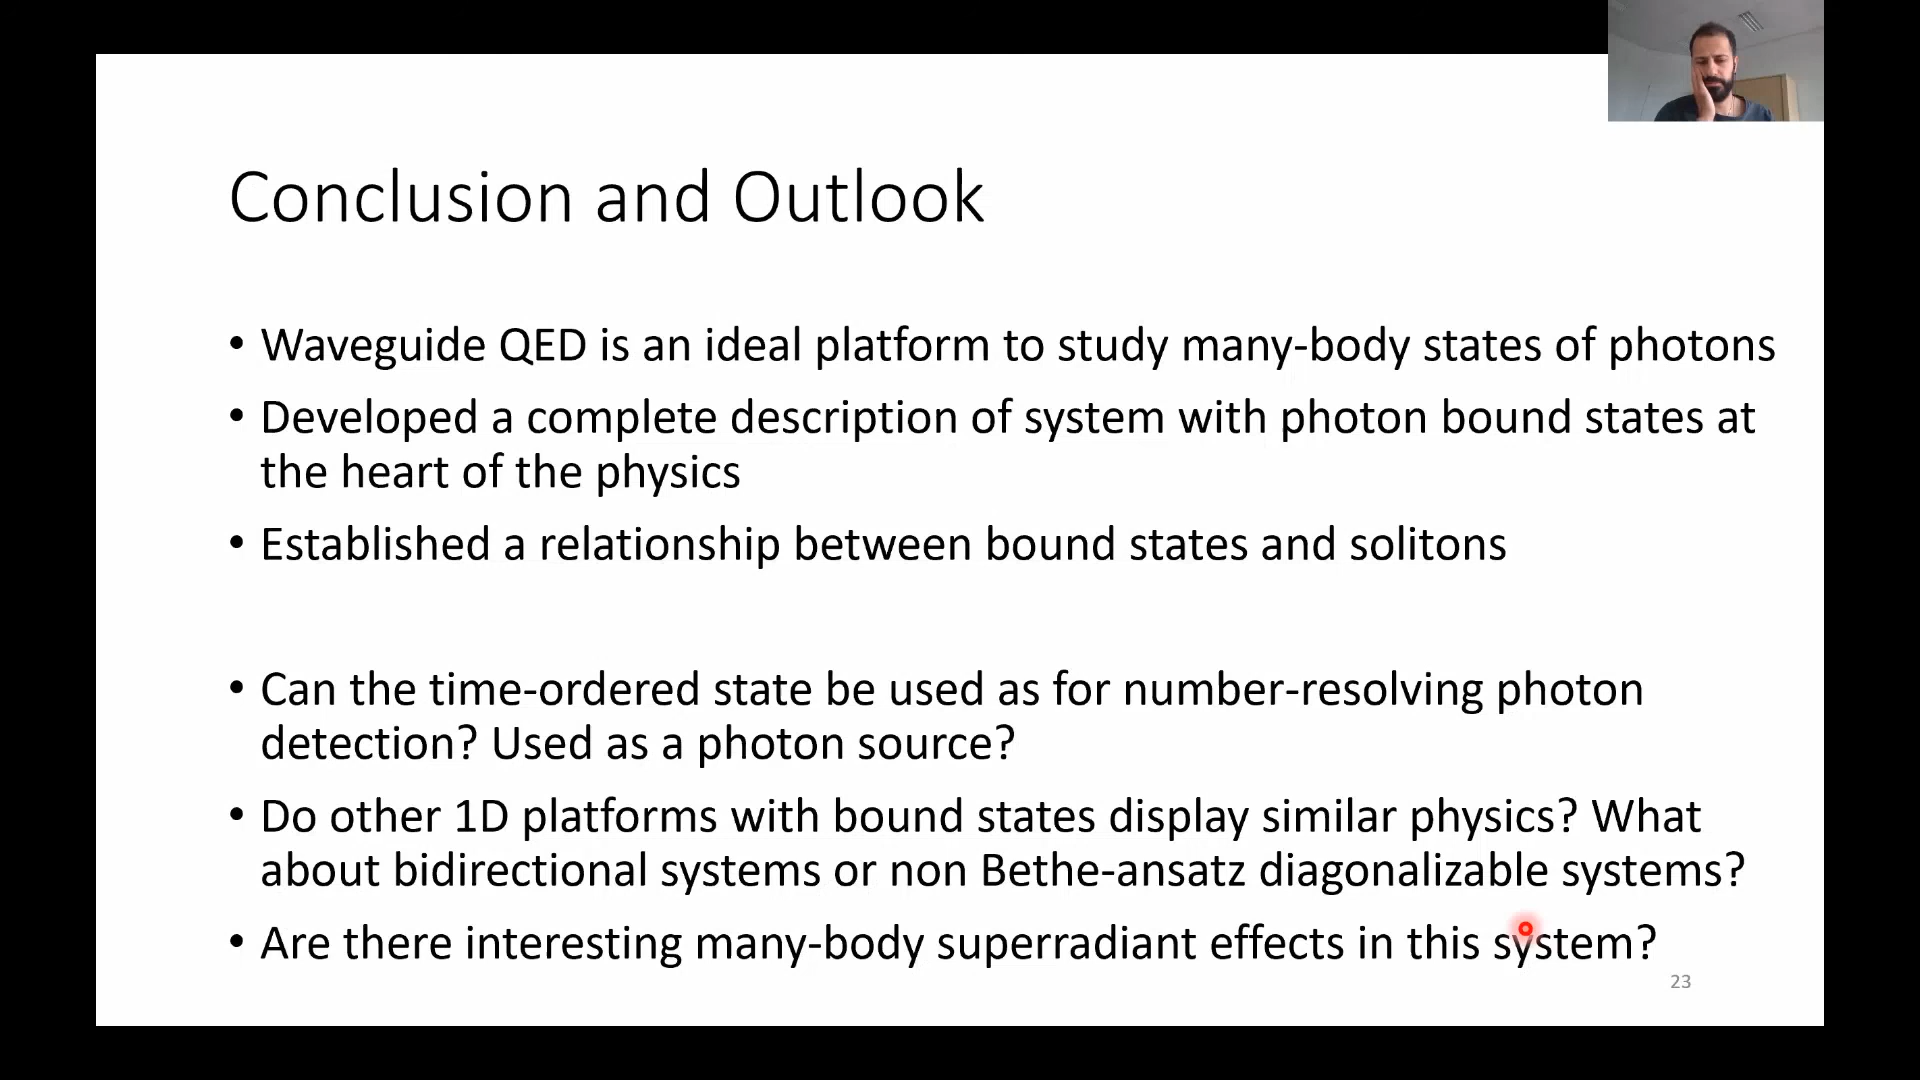 Conclusion and Outlook
• Waveguide QED is an ideal platform to study many-body states of photons
• Developed a complete description of system with photon bound states at
the heart of the physics
• Established a relationship between bound states and solitons
• Can the time-ordered state be used as for number-resolving photon
detection? Used as a photon source?
• Do other 1D platforms with bound states display similar physics? What
about bidirectional systems or non Bethe-ansatz diagonalizable systems?
• Are there interesting many-body superradiant effects in this system?
23